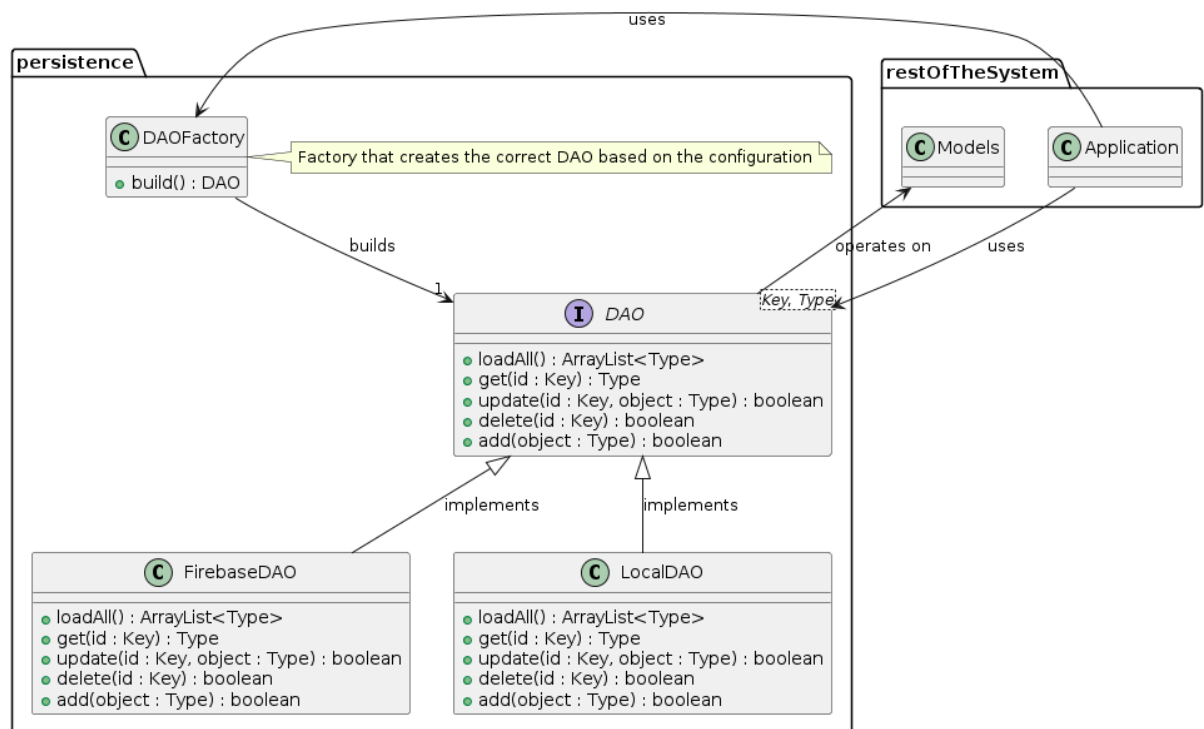 uses
persistence
restOfTheSystem
C DAOFactory
build() : DAO
Factory that creates the correct DAO based on the configuration
C Models
C Application
builds
operates on
uses
1
Key, Type
I DAO
loadAll() : ArrayList<Type>
get(id : Key) : Type
update(id : Key, object : Type) : boolean
delete(id : Key) : boolean
add(object : Type) : boolean
implements
implements
C FirebaseDAO
loadAll() : ArrayList<Type>
get(id : Key) : Type
update(id : Key, object : Type) : boolean
delete(id : Key) : boolean
add(object : Type) : boolean
C LocalDAO
loadAll() : ArrayList<Type>
get(id : Key) : Type
update(id : Key, object : Type) : boolean
delete(id : Key) : boolean
add(object : Type) : boolean